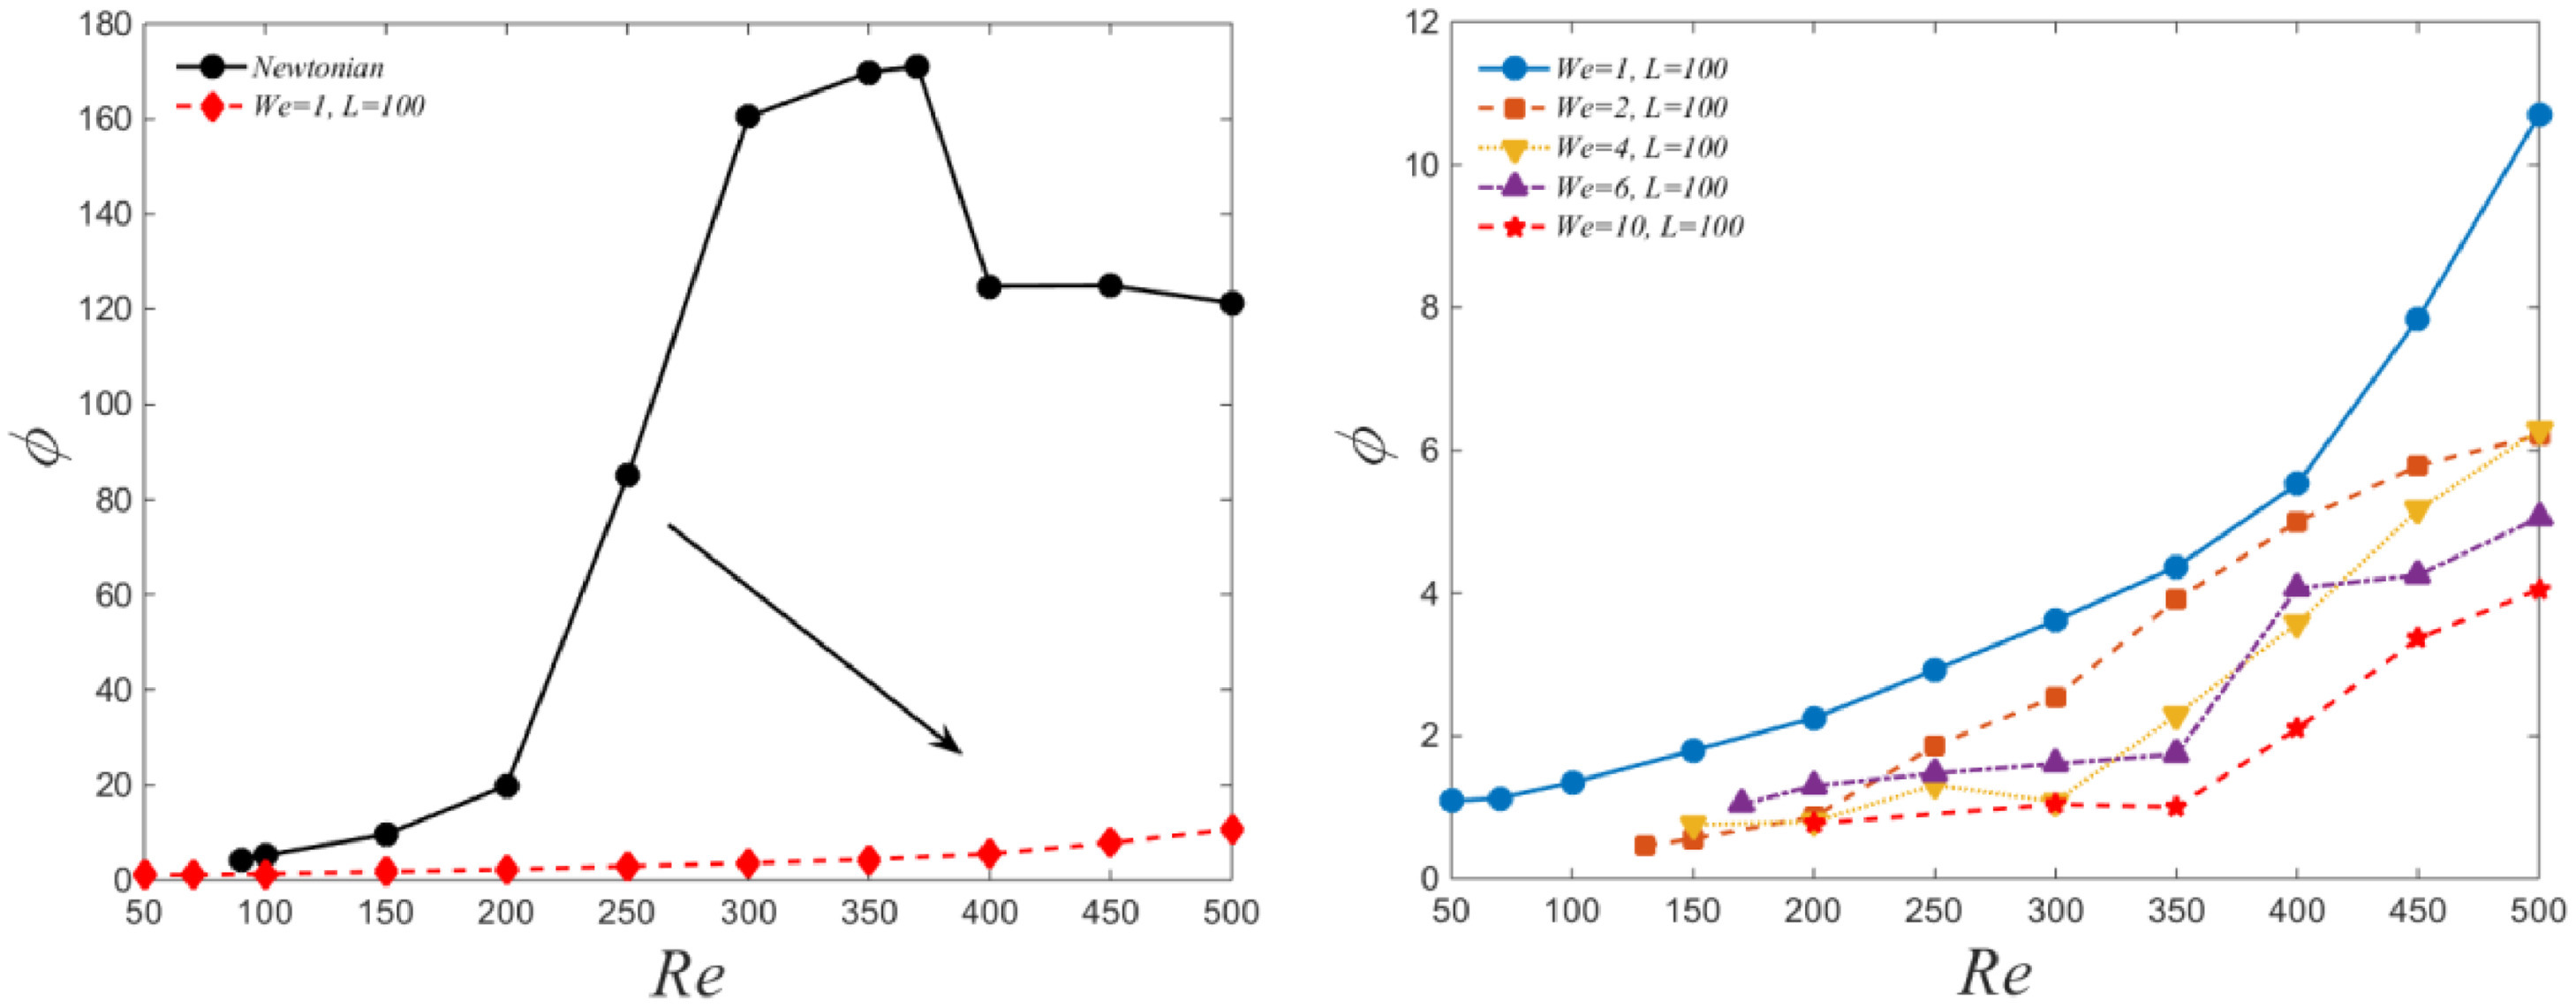 180
160
140
120
100
80
60
40
20
0
ϕ
Newtonian
We=1, L=100
50 100 150 200 250 300 350 400 450 500
Re
12
10
8
6
4
2
0
ϕ
We=1, L=100
We=2, L=100
We=4, L=100
We=6, L=100
We=10, L=100
50 100 150 200 250 300 350 400 450 500
Re